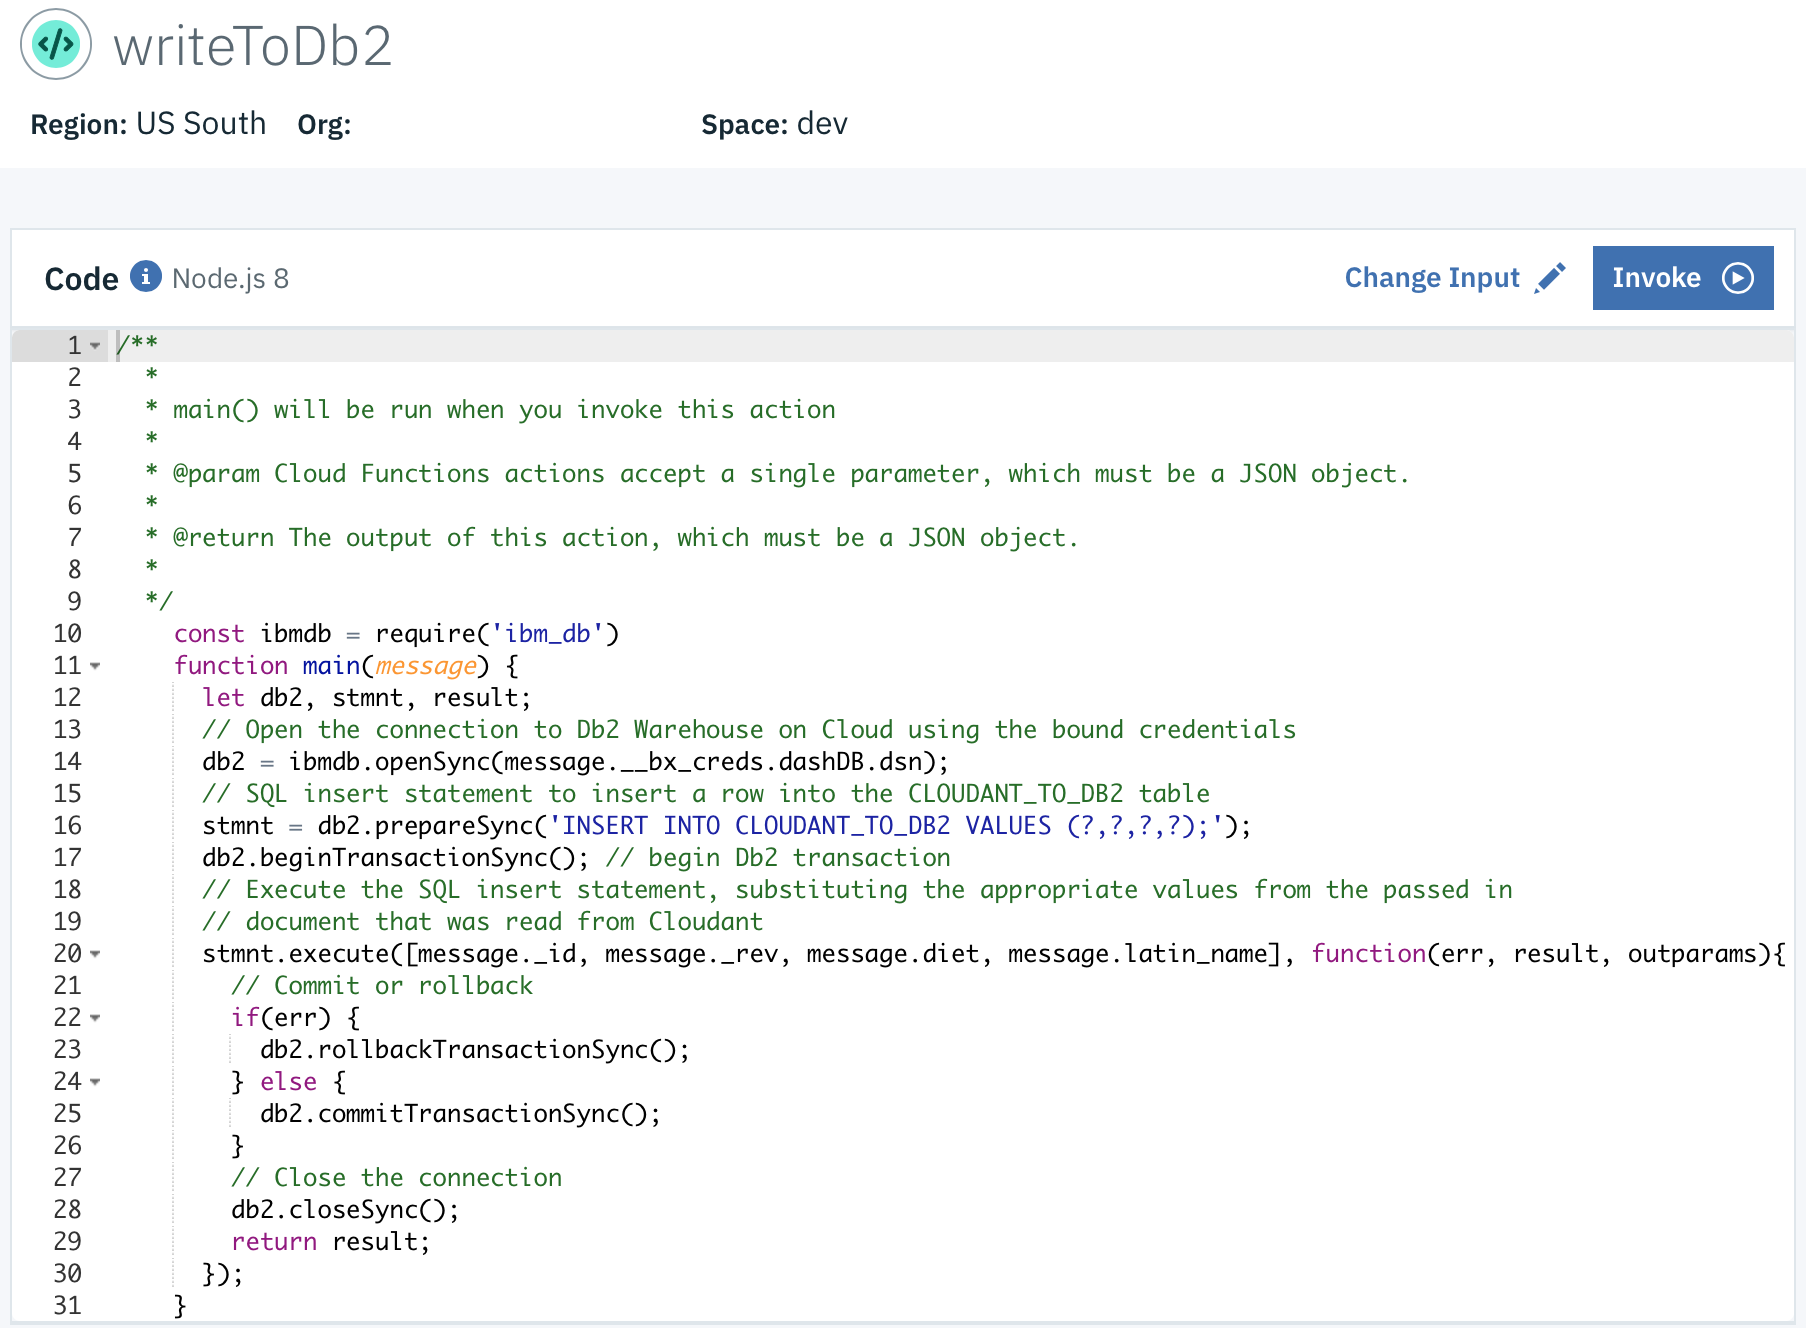 </> writeToDb2
Region: US South Org: Space: dev
Code i Node.js 8 Change Input Invoke
1 /**
2 *
3 * main() will be run when you invoke this action
4 *
5 * @param Cloud Functions actions accept a single parameter, which must be a JSON object.
6 *
7 * @return The output of this action, which must be a JSON object.
8 *
9 */
10 const ibmdb = require('ibm_db')
11 function main(message) {
12 let db2, stmnt, result;
13 // Open the connection to Db2 Warehouse on Cloud using the bound credentials
14 db2 = ibmdb.openSync(message.__bx_creds.dashDB.dsn);
15 // SQL insert statement to insert a row into the CLOUDANT_TO_DB2 table
16 stmnt = db2.prepareSync('INSERT INTO CLOUDANT_TO_DB2 VALUES (?,?,?,?);');
17 db2.beginTransactionSync(); // begin Db2 transaction
18 // Execute the SQL insert statement, substituting the appropriate values from the passed in
19 // document that was read from Cloudant
20 stmnt.execute([message._id, message._rev, message.diet, message.latin_name], function(err, result, outparams){
21 // Commit or rollback
22 if(err) {
23 db2.rollbackTransactionSync();
24 } else {
25 db2.commitTransactionSync();
26 }
27 // Close the connection
28 db2.closeSync();
29 return result;
30 });
31 }